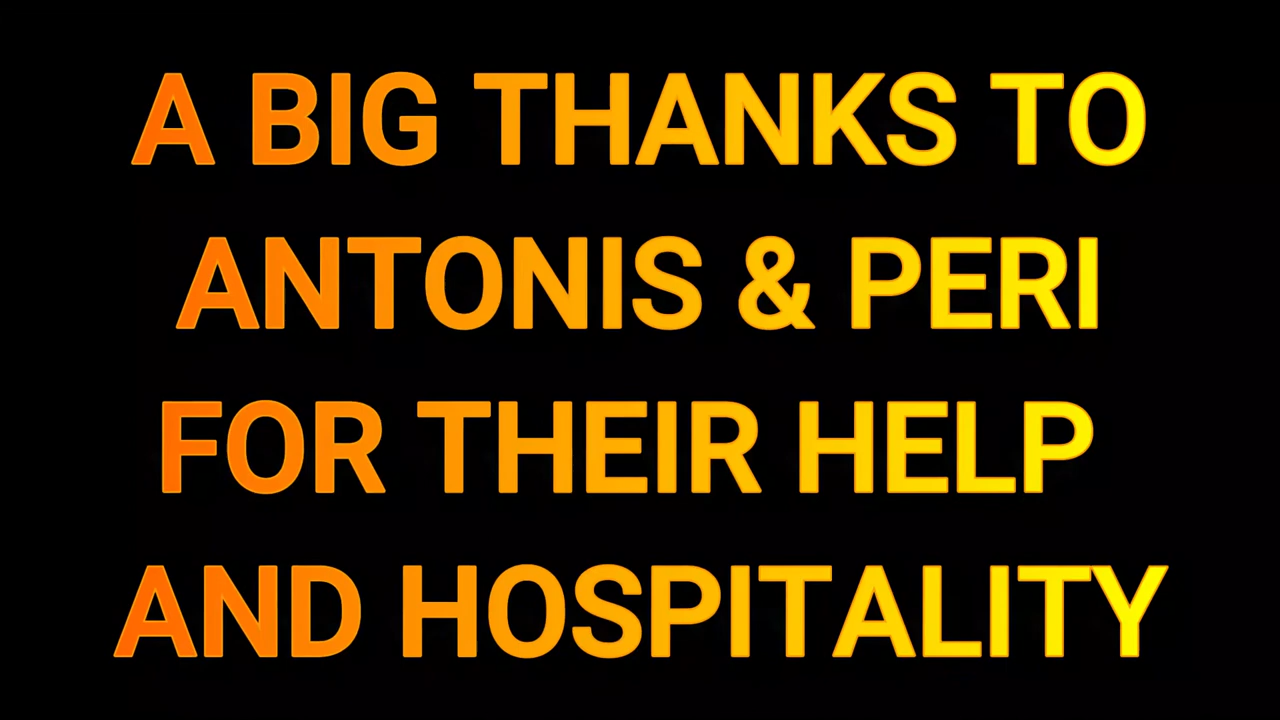 A BIG THANKS TO
ANTONIS & PERI
FOR THEIR HELP
AND HOSPITALITY